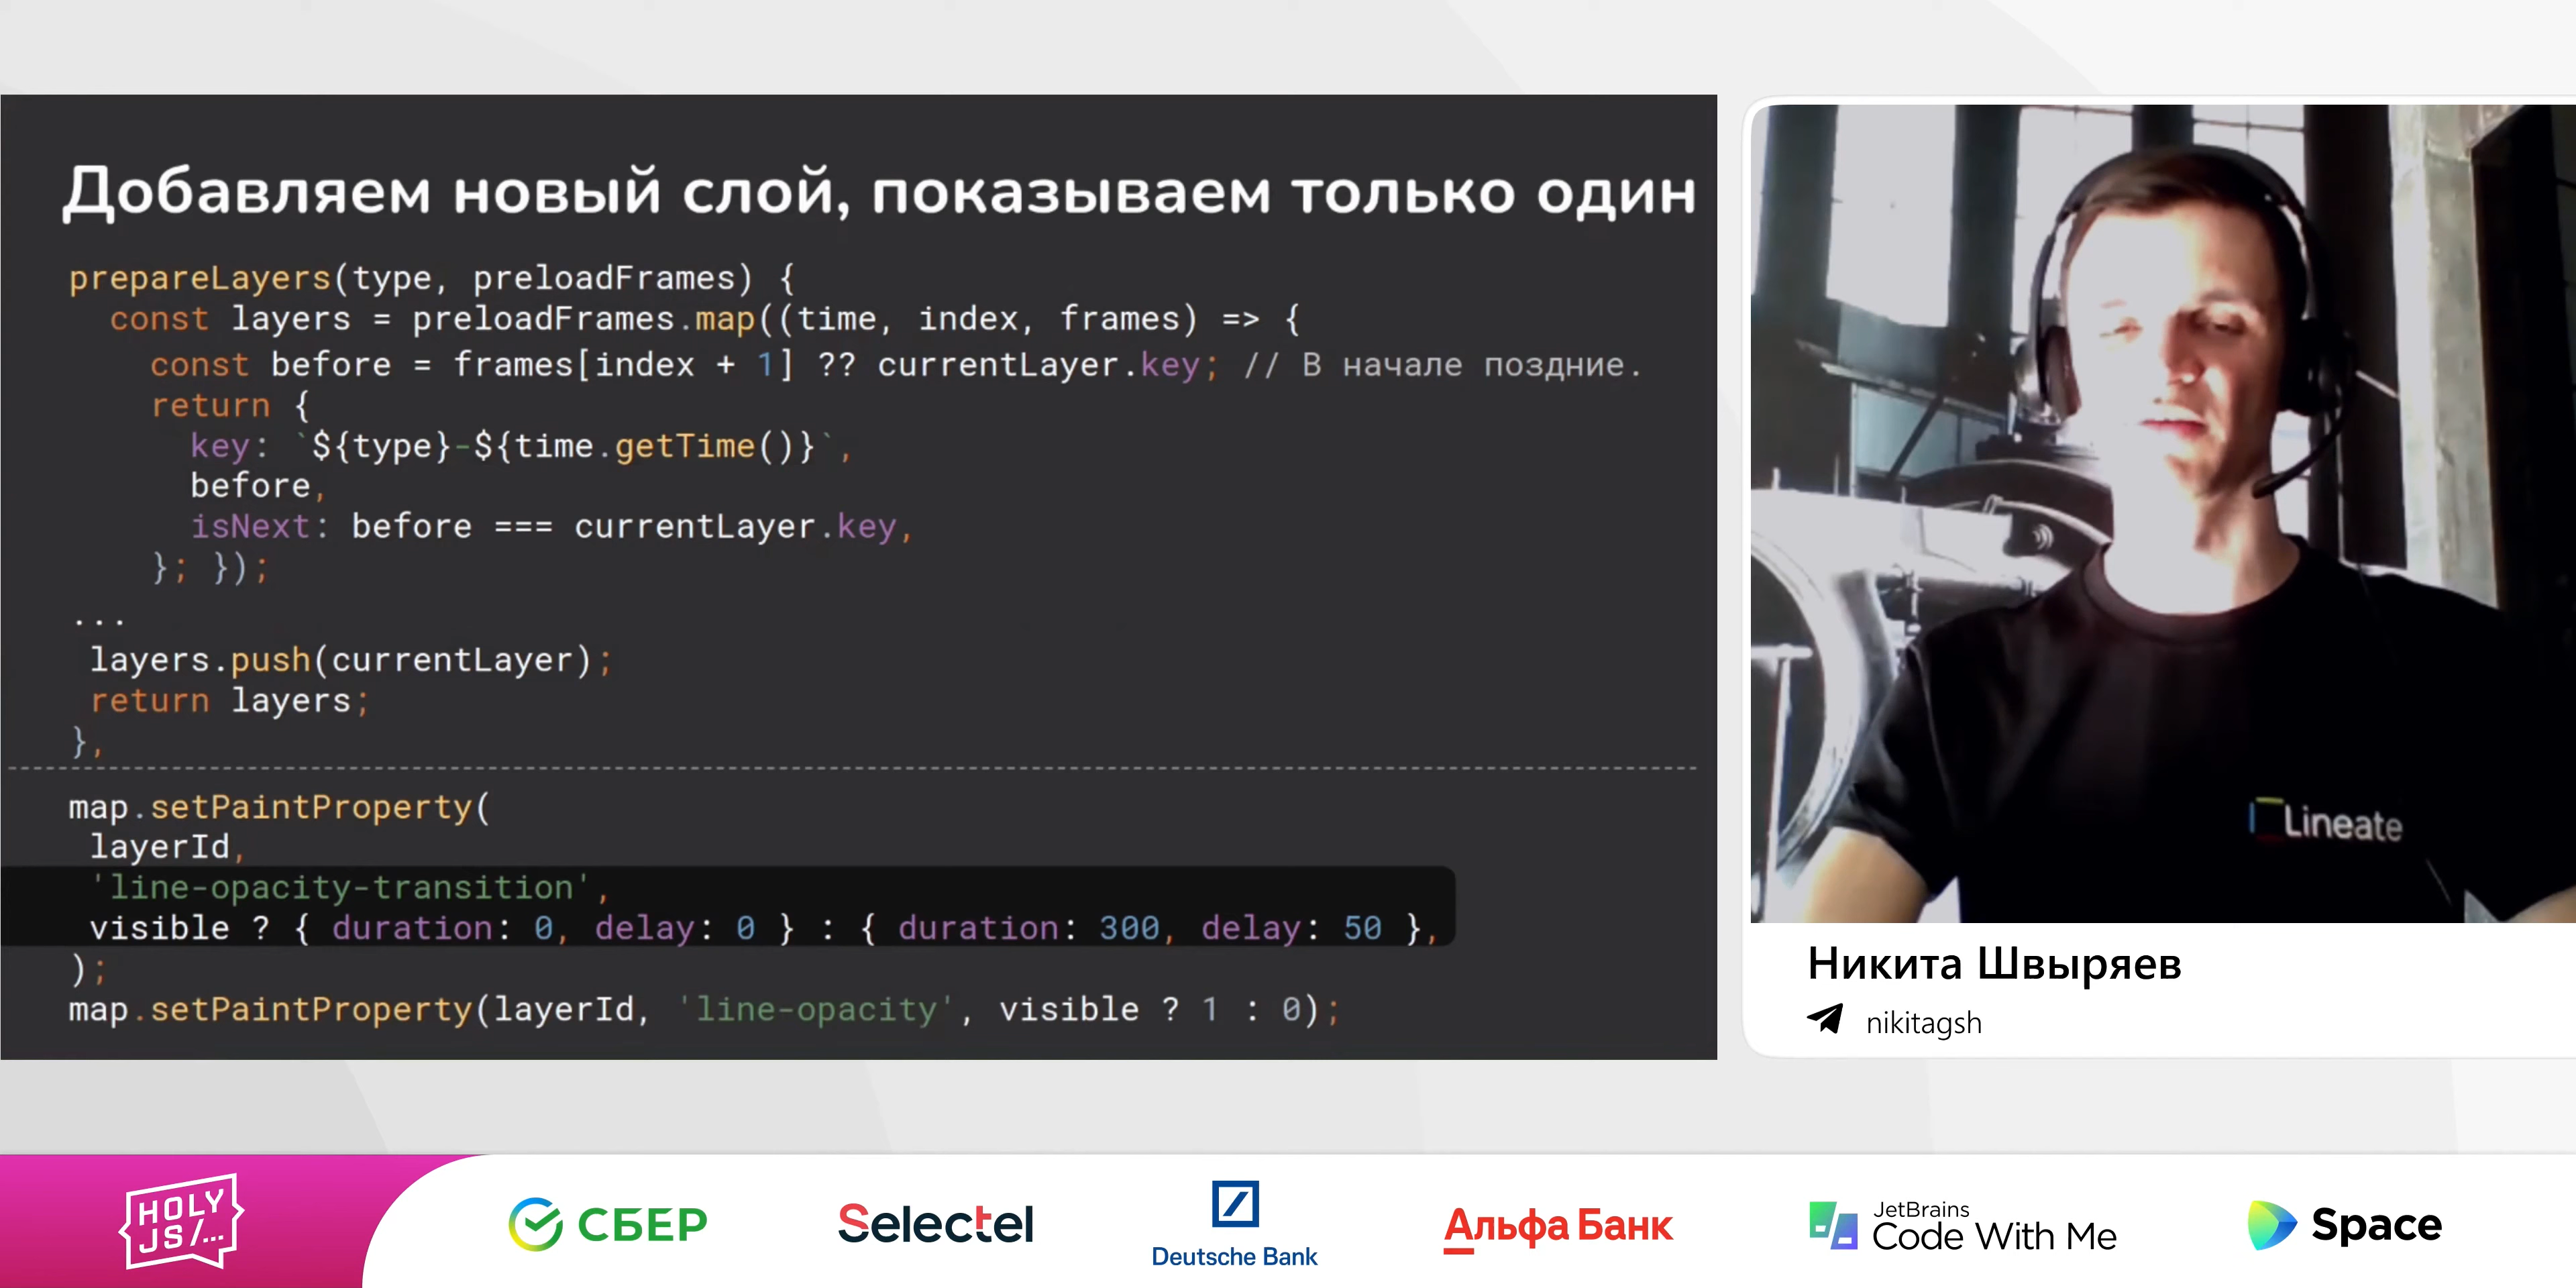 Добавляем новый слой, показываем только один
prepareLayers(type, preloadFrames) {
const layers = preloadFrames.map((time, index, frames) => {
const before = frames[index + 1] ?? currentLayer.key; // В начале поздние.
return {
key: `${type}-${time.getTime()}`,
before,
isNext: before === currentLayer.key,
}; });
...
layers.push(currentLayer);
return layers;
},
map.setPaintProperty(
layerId,
'line-opacity-transition',
visible ? { duration: 0, delay: 0 } : { duration: 300, delay: 50 },
);
map.setPaintProperty(layerId, 'line-opacity', visible ? 1 : 0);
Lineate
Никита Швыряев
nikitagsh
HOLY
JS/...
СБЕР
Selectel
Deutsche Bank
Альфа Банк
JetBrains
Code With Me
Space